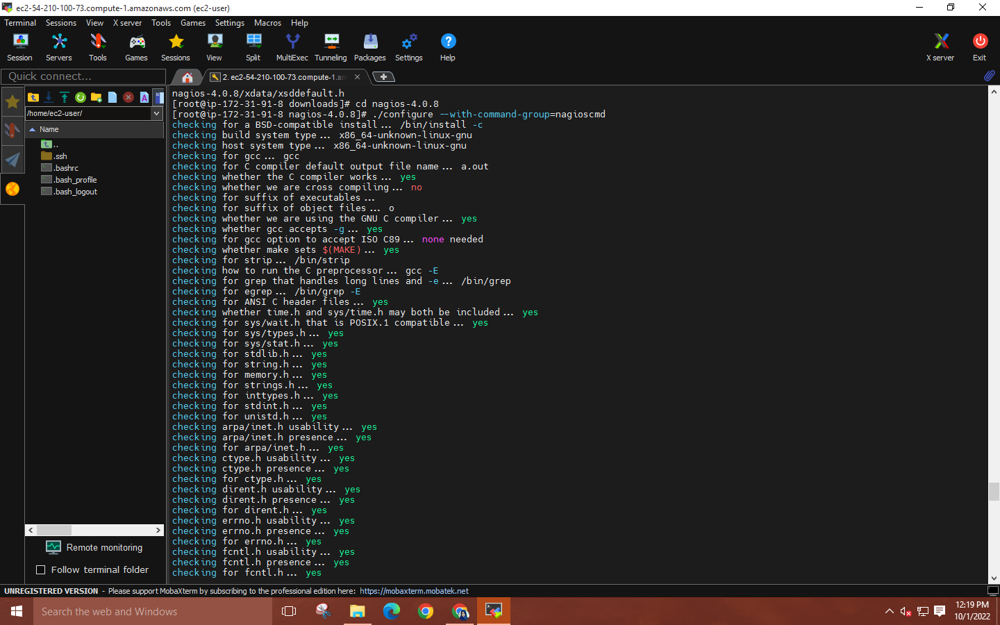 ec2-54-210-100-73.compute-1.amazonaws.com (ec2-user)
Terminal Sessions View X server Tools Games Settings Macros Help
Session Servers Tools Games Sessions View Split MultiExec Tunneling Packages Settings Help X server Exit
Quick connect...
2. ec2-54-210-100-73.compute-1.am
/home/ec2-user/
Name
..
.ssh
.bashrc
.bash_profile
.bash_logout
Remote monitoring
Follow terminal folder
nagios-4.0.8/xdata/xsddefault.h
[root@ip-172-31-91-8 downloads]# cd nagios-4.0.8
[root@ip-172-31-91-8 nagios-4.0.8]# ./configure --with-command-group=nagioscmd
checking for a BSD-compatible install... /bin/install -c
checking build system type... x86_64-unknown-linux-gnu
checking host system type... x86_64-unknown-linux-gnu
checking for gcc... gcc
checking for C compiler default output file name... a.out
checking whether the C compiler works... yes
checking whether we are cross compiling... no
checking for suffix of executables...
checking for suffix of object files... o
checking whether we are using the GNU C compiler... yes
checking whether gcc accepts -g... yes
checking for gcc option to accept ISO C89... none needed
checking whether make sets $(MAKE)... yes
checking for strip... /bin/strip
checking how to run the C preprocessor... gcc -E
checking for grep that handles long lines and -e... /bin/grep
checking for egrep... /bin/grep -E
checking for ANSI C header files... yes
checking whether time.h and sys/time.h may both be included... yes
checking for sys/wait.h that is POSIX.1 compatible... yes
checking for sys/types.h... yes
checking for sys/stat.h... yes
checking for stdlib.h... yes
checking for string.h... yes
checking for memory.h... yes
checking for strings.h... yes
checking for inttypes.h... yes
checking for stdint.h... yes
checking for unistd.h... yes
checking arpa/inet.h usability... yes
checking arpa/inet.h presence... yes
checking for arpa/inet.h... yes
checking ctype.h usability... yes
checking ctype.h presence... yes
checking for ctype.h... yes
checking dirent.h usability... yes
checking dirent.h presence... yes
checking for dirent.h... yes
checking errno.h usability... yes
checking errno.h presence... yes
checking for errno.h... yes
checking fcntl.h usability... yes
checking fcntl.h presence... yes
checking for fcntl.h... yes
UNREGISTERED VERSION - Please support MobaXterm by subscribing to the professional edition here: https://mobaxterm.mobatek.net
Search the web and Windows
12:19 PM
10/1/2022